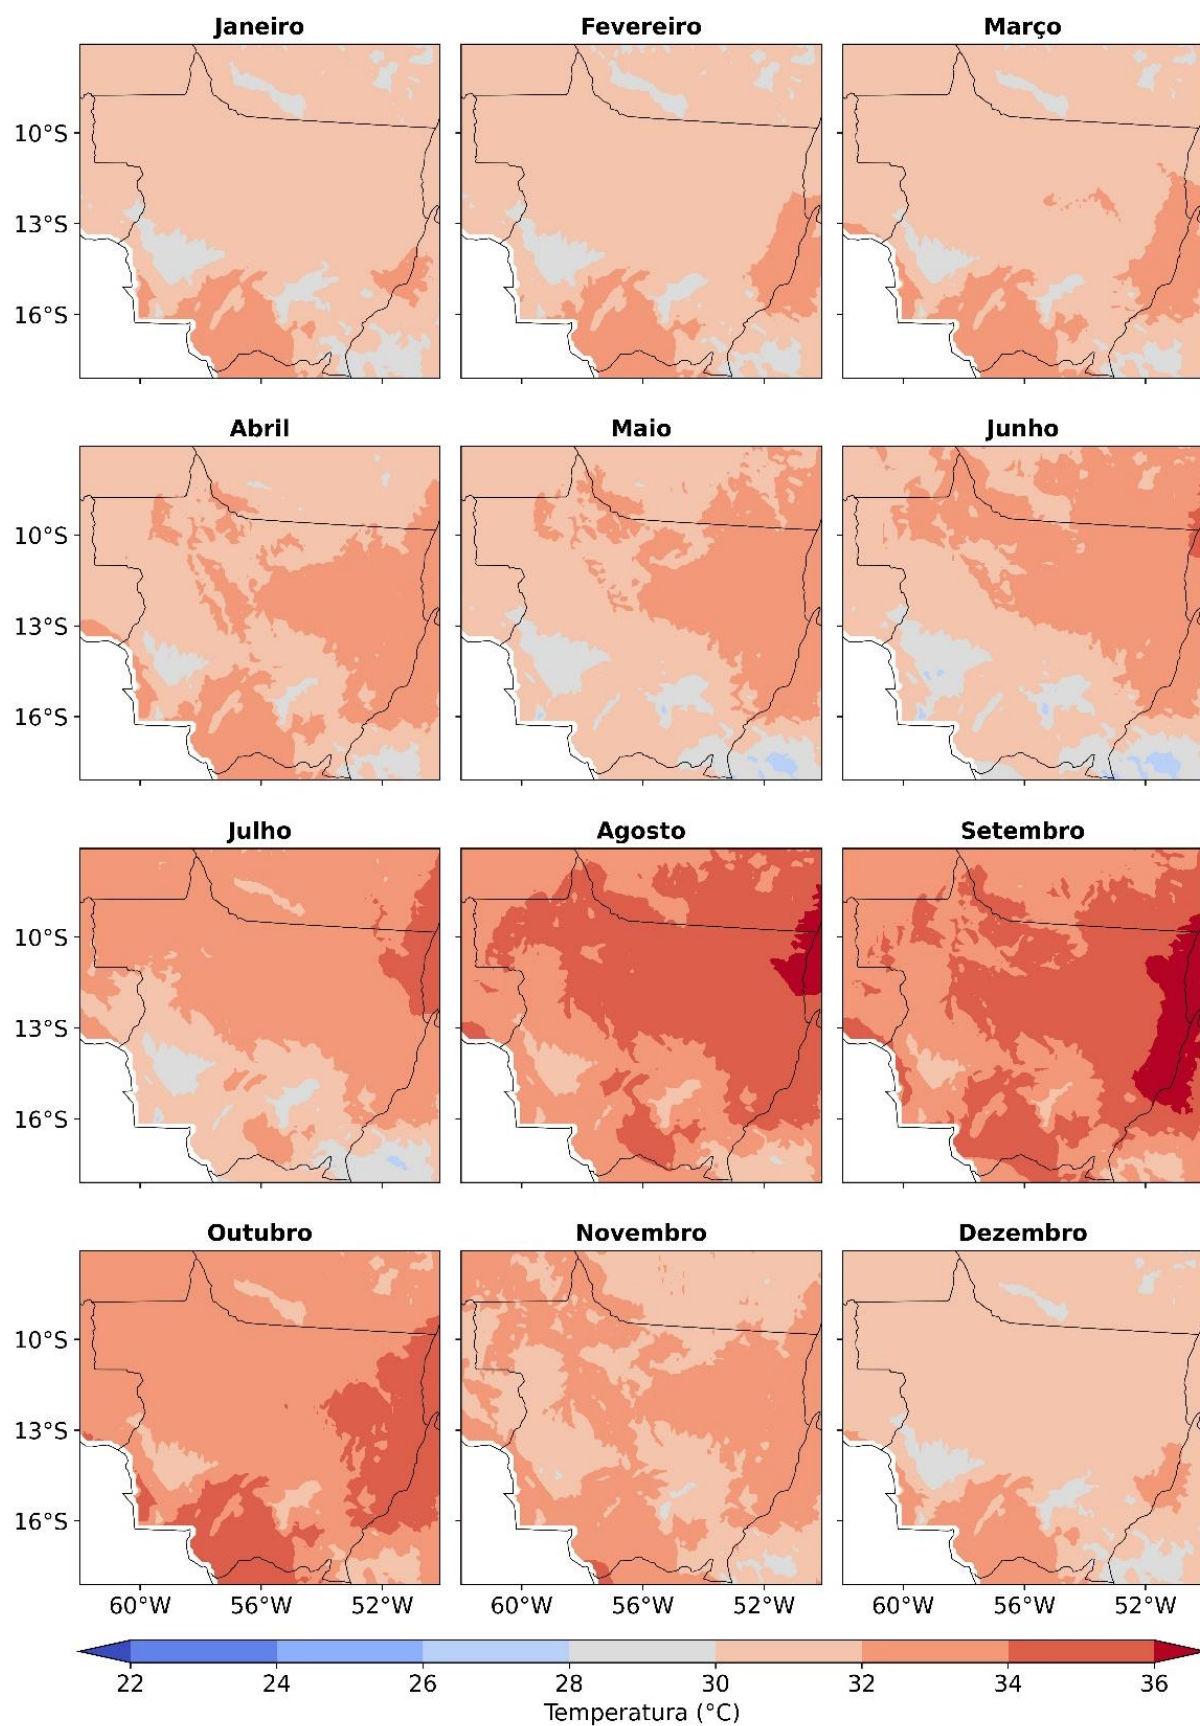 Janeiro Fevereiro Março
10°S
13°S
16°S
Abril Maio Junho
10°S
13°S
16°S
Julho Agosto Setembro
10°S
13°S
16°S
Outubro Novembro Dezembro
10°S
13°S
16°S
60°W 56°W 52°W 60°W 56°W 52°W 60°W 56°W 52°W
22 24 26 28 30 32 34 36
Temperatura (°C)